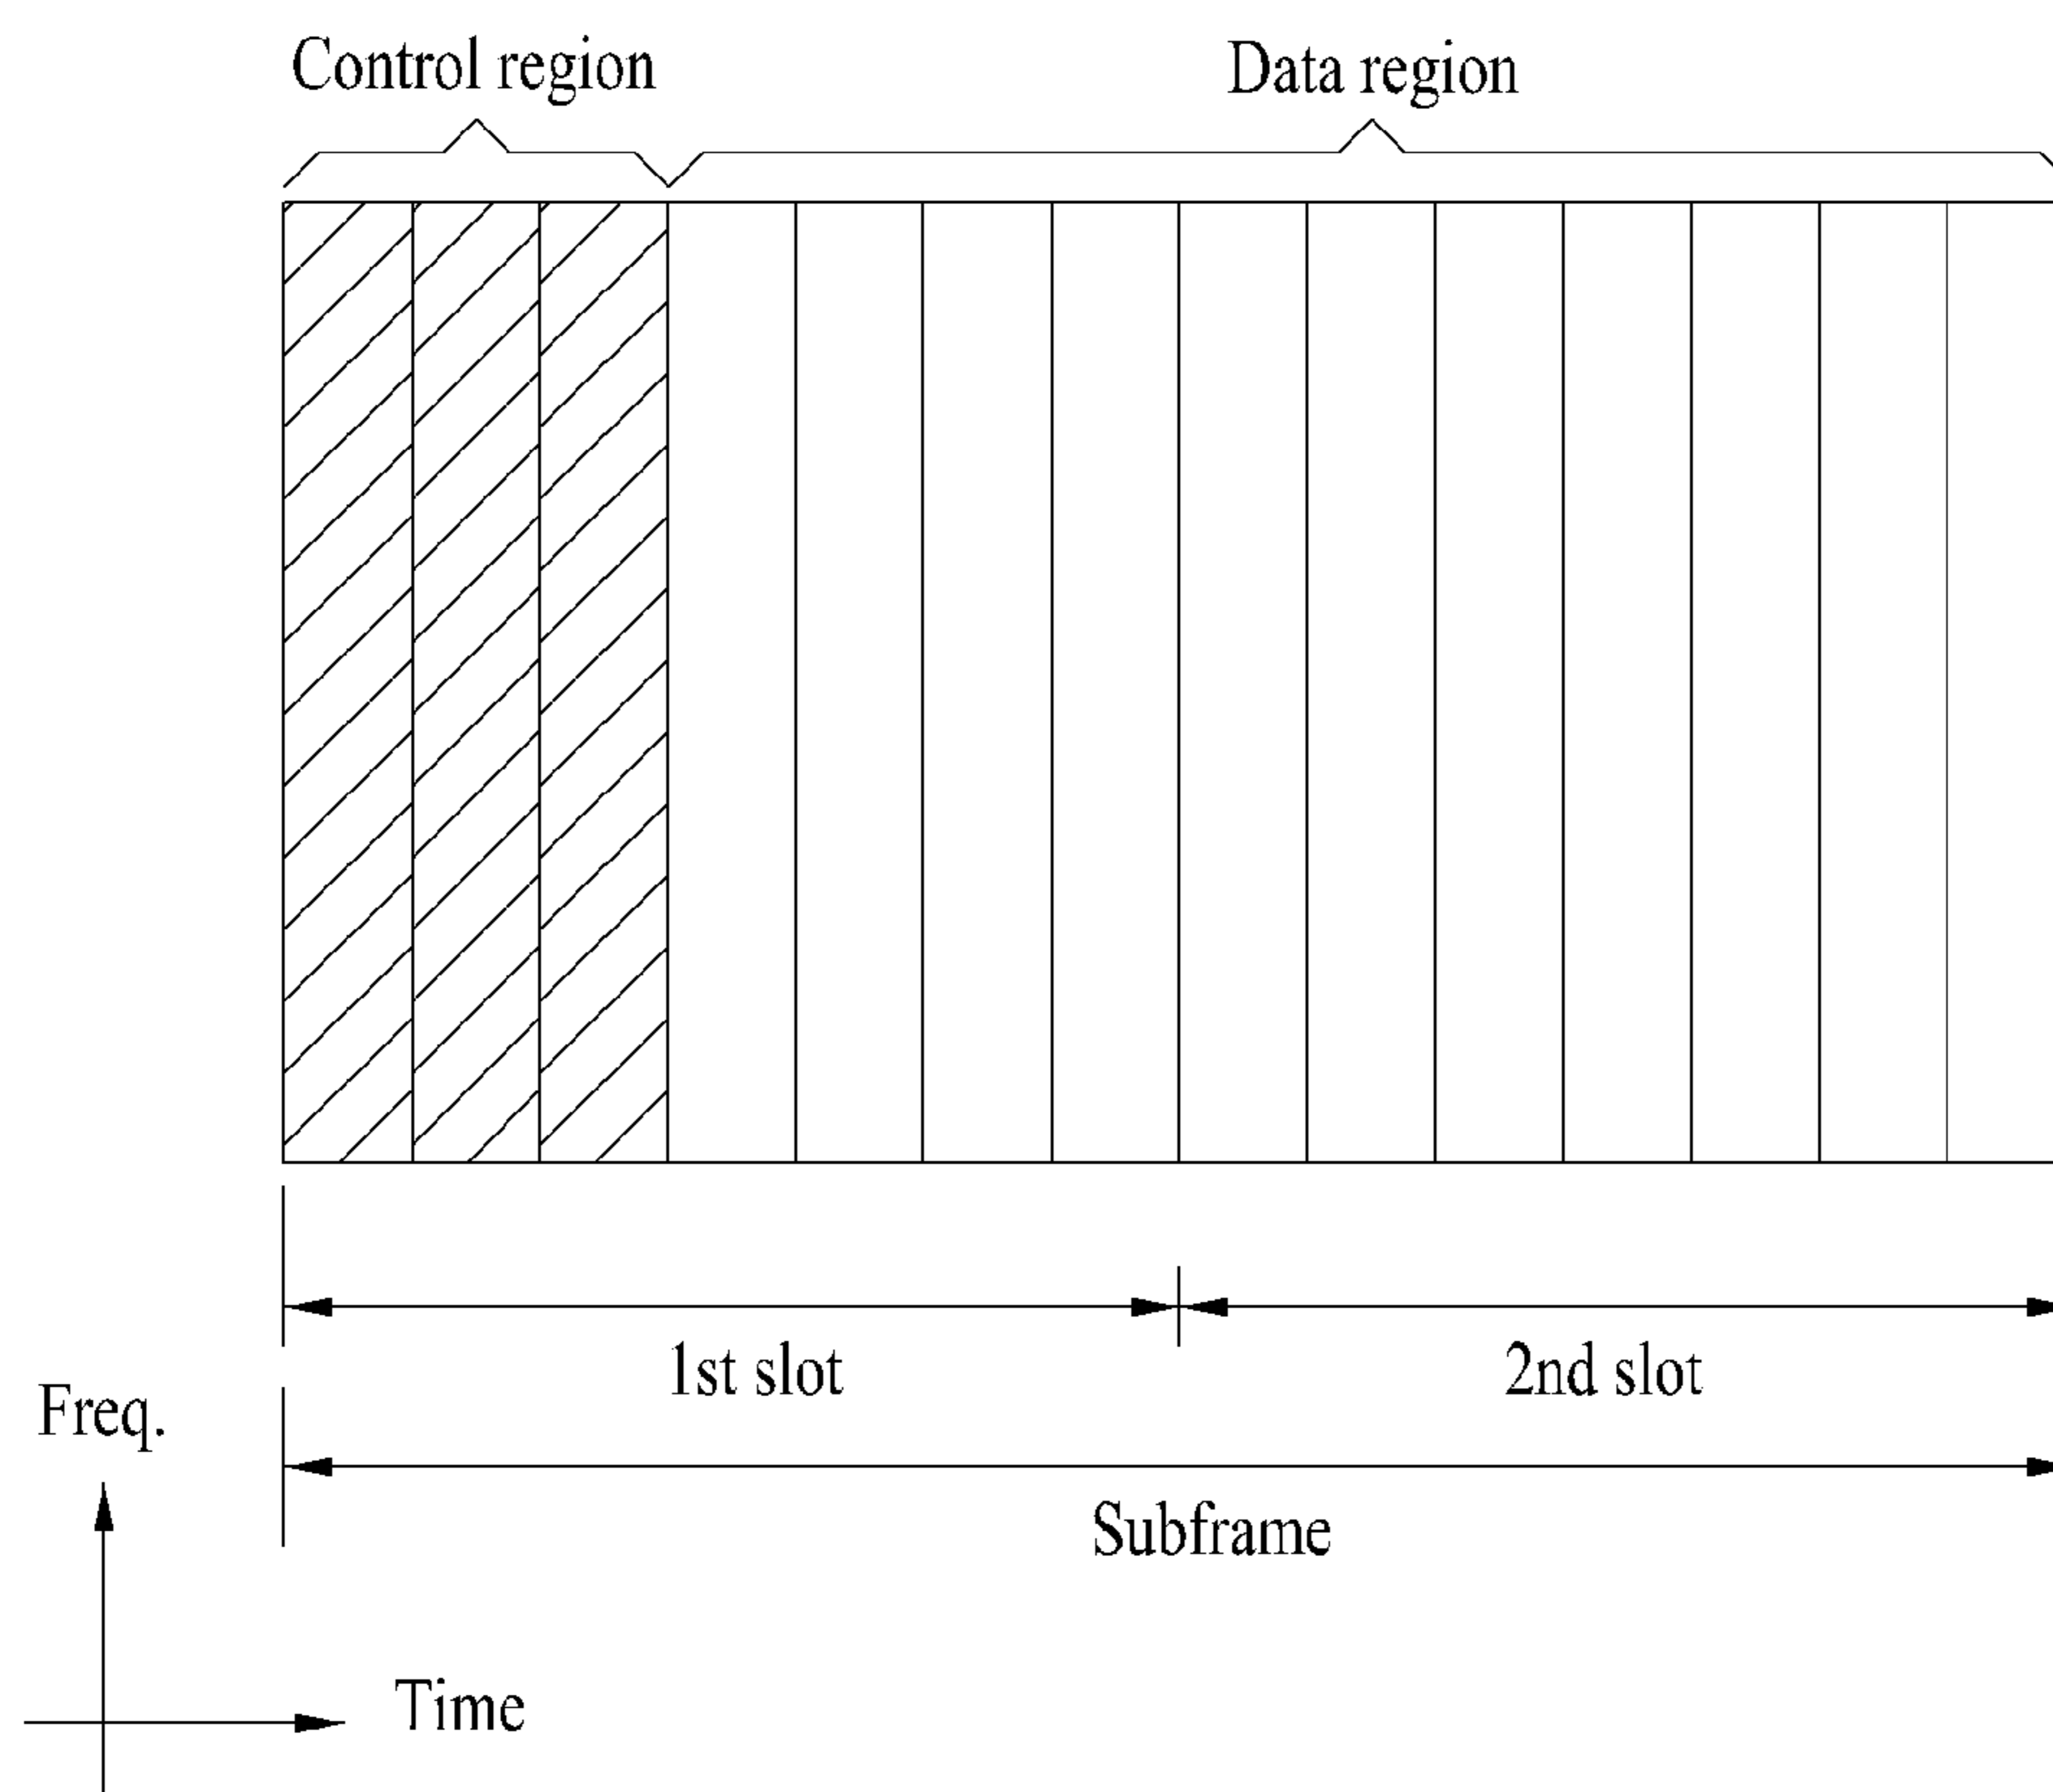 Control region
Data region
1st slot
2nd slot
Freq.
Subframe
Time